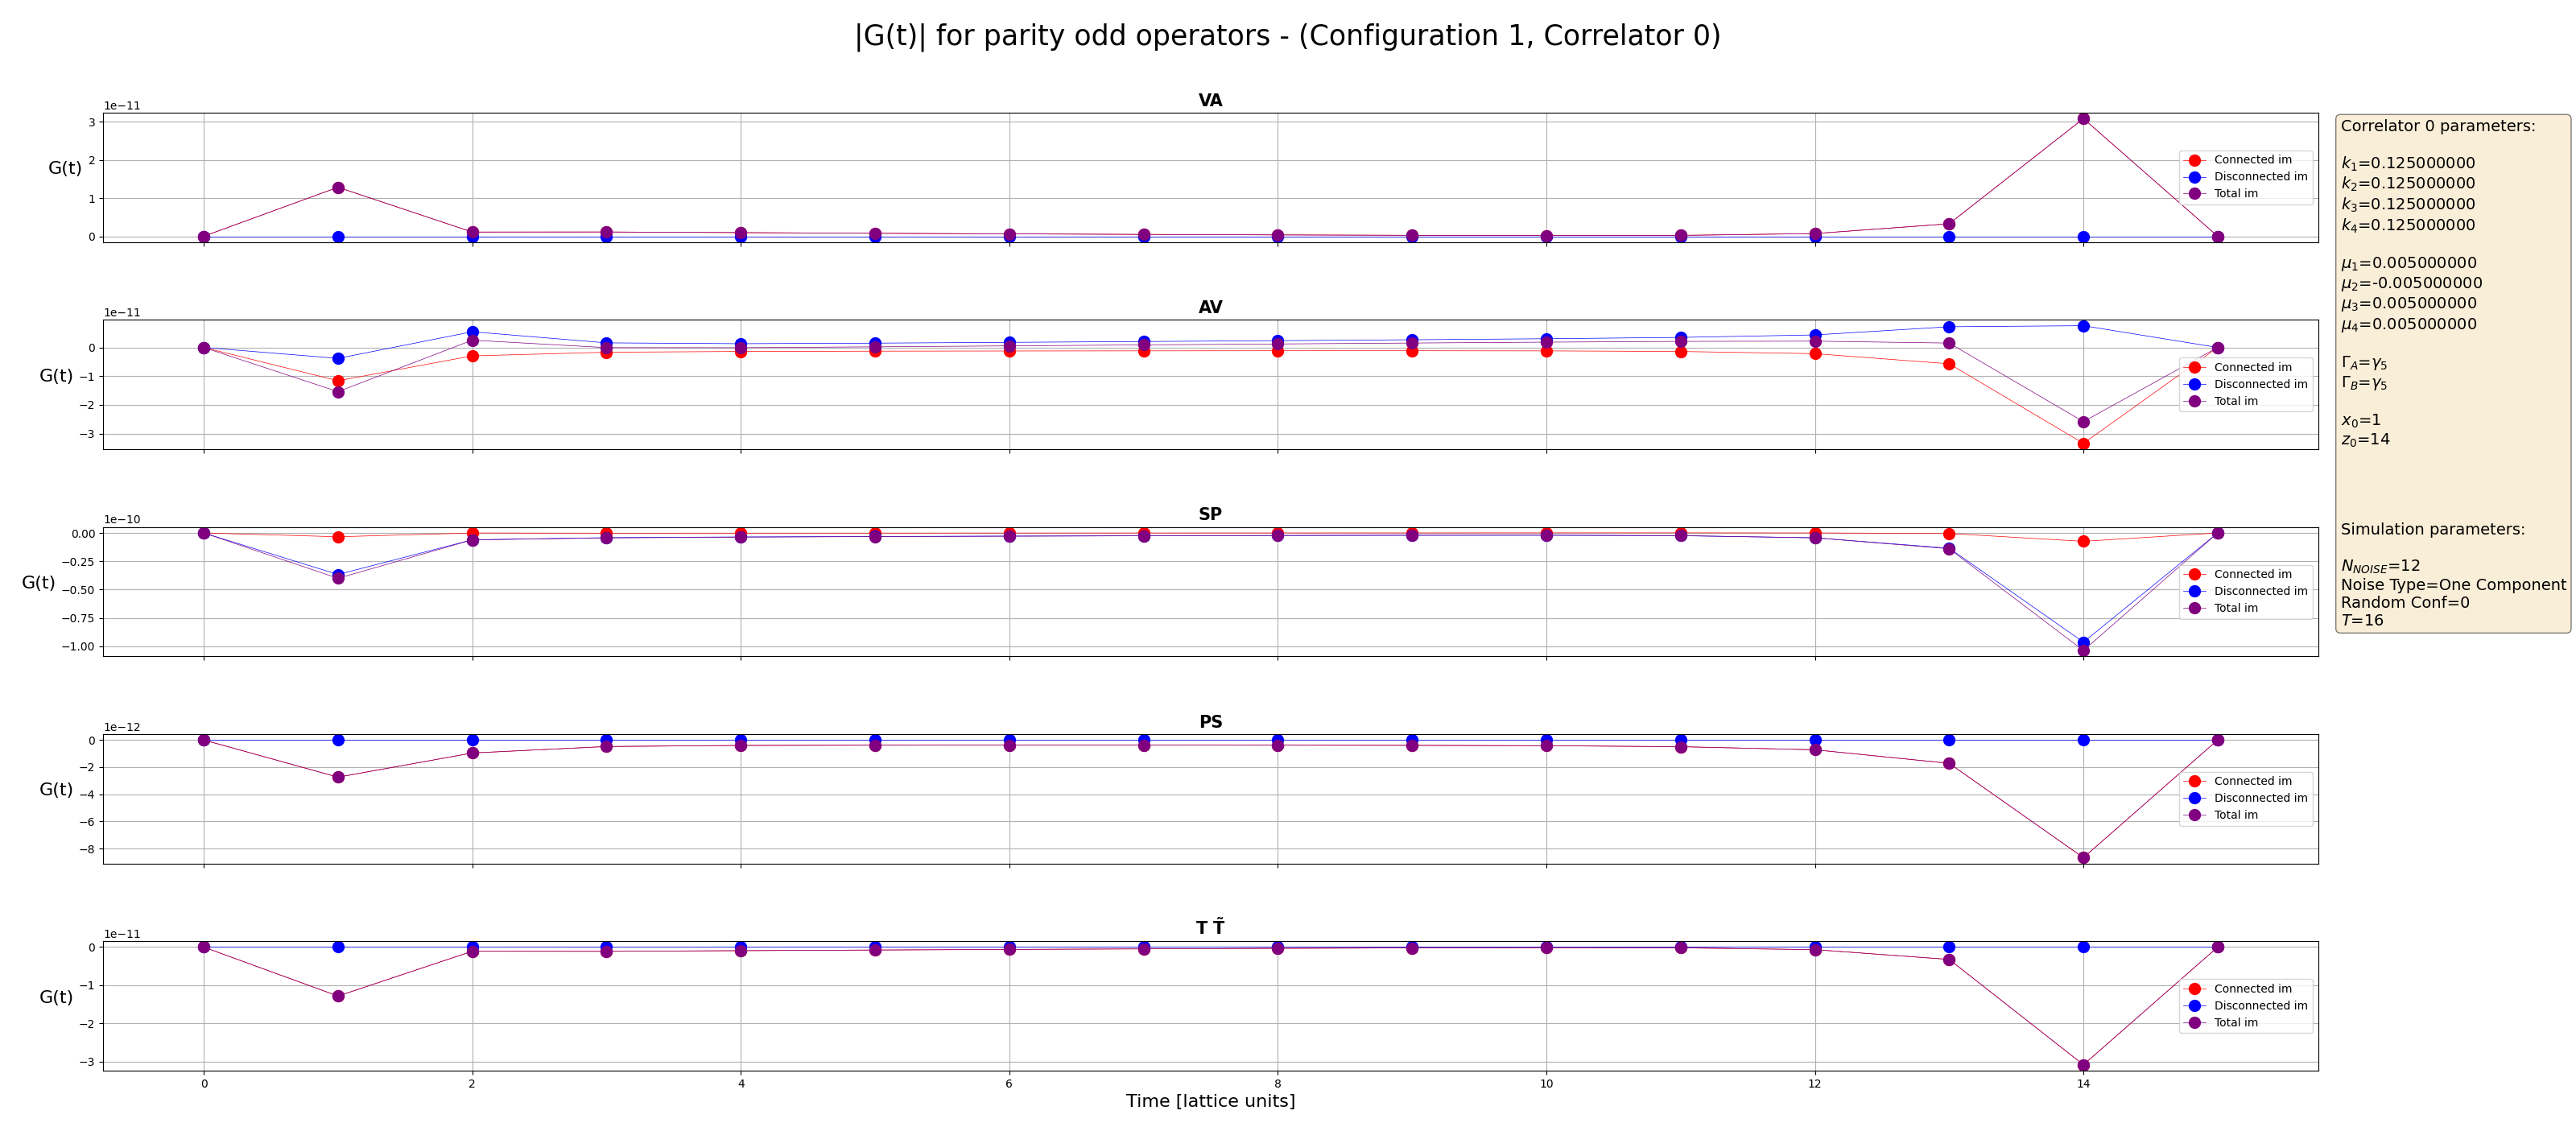 |G(t)| for parity odd operators - (Configuration 1, Correlator 0)
VA
1e−11
G(t)
3
2
1
0
Connected im
Disconnected im
Total im
AV
1e−11
G(t)
0
−1
−2
−3
Connected im
Disconnected im
Total im
SP
1e−10
G(t)
0.00
−0.25
−0.50
−0.75
−1.00
Connected im
Disconnected im
Total im
PS
1e−12
G(t)
0
−2
−4
−6
−8
Connected im
Disconnected im
Total im
T T̃
1e−11
G(t)
0
−1
−2
−3
Connected im
Disconnected im
Total im
0 2 4 6 8 10 12 14
Time [lattice units]
Correlator 0 parameters:
k₁=0.125000000
k₂=0.125000000
k₃=0.125000000
k₄=0.125000000
μ₁=0.005000000
μ₂=-0.005000000
μ₃=0.005000000
μ₄=0.005000000
Γ_A=γ₅
Γ_B=γ₅
x₀=1
z₀=14
Simulation parameters:
N_NOISE=12
Noise Type=One Component
Random Conf=0
T=16